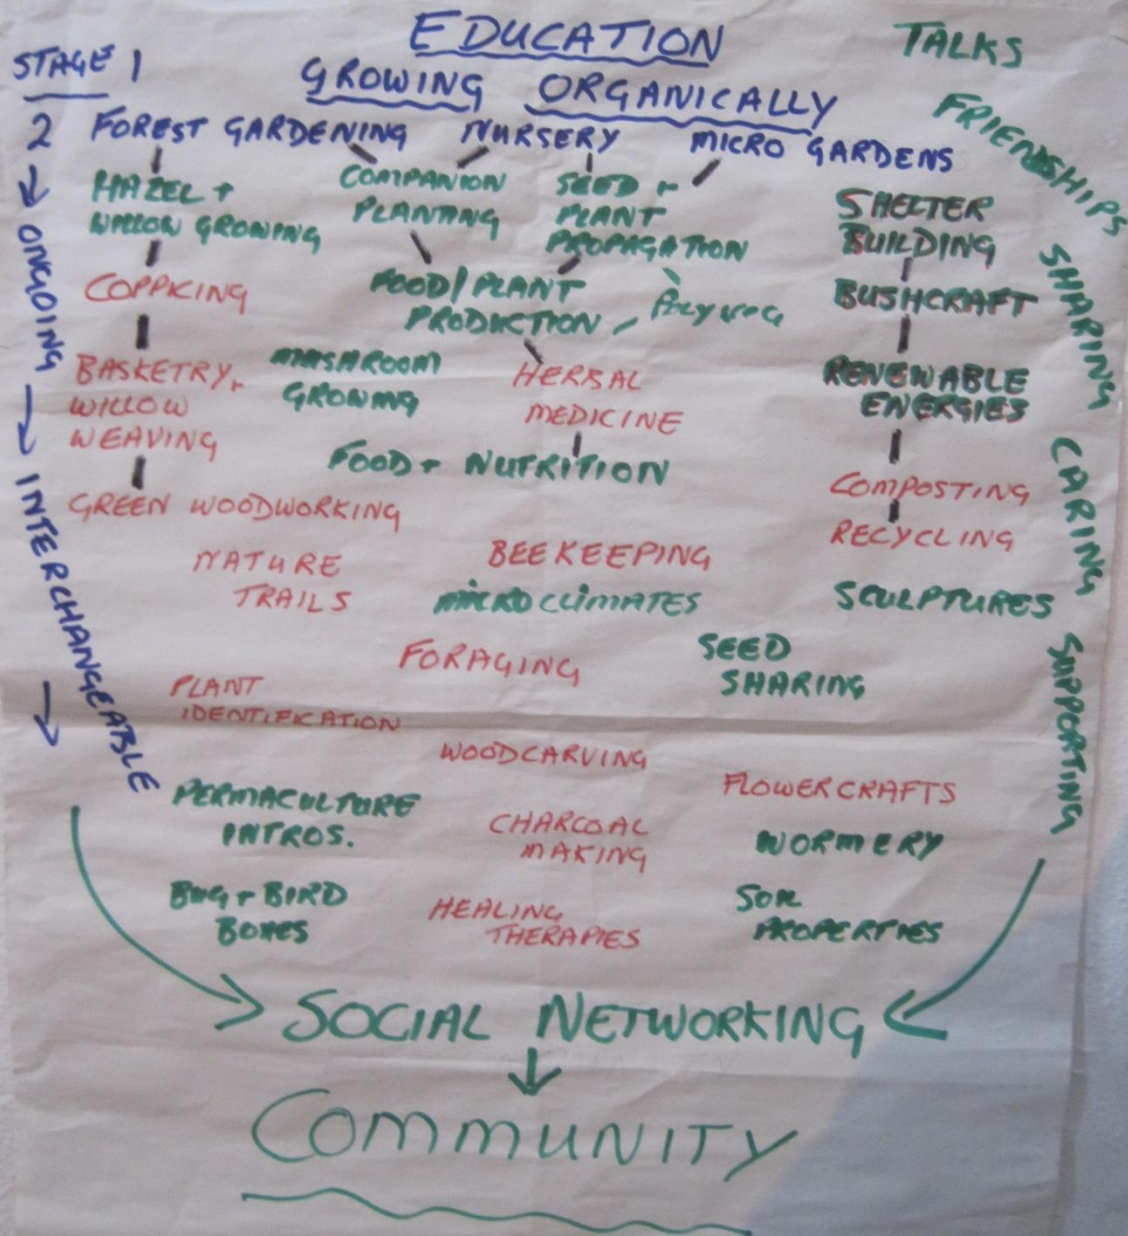 EDUCATION
TALKS
STAGE 1
GROWING ORGANICALLY
FRIENDSHIPS
2 FOREST GARDENING NURSERY MICRO GARDENS
HAZEL +
WILLOW GROWING
COMPANION
PLANTING
SEED +
PLANT
PROPAGATION
SHELTER
BUILDING
ONGOING
SHARING
COPPICING
FOOD/PLANT
PRODUCTION
BUSHCRAFT
BASKETRY,
WILLOW
WEAVING
MUSHROOM
GROWING
HERBAL
MEDICINE
RENEWABLE
ENERGIES
FOOD + NUTRITION
CARING
INTERCHANGEABLE
GREEN WOODWORKING
COMPOSTING
RECYCLING
NATURE
TRAILS
BEEKEEPING
MICROCLIMATES
SCULPTURES
FORAGING
SEED
SHARING
SUPPORTING
PLANT
IDENTIFICATION
WOODCARVING
FLOWERCRAFTS
PERMACULTURE
INTROS.
CHARCOAL
MAKING
WORMERY
BUG + BIRD
BOXES
HEALING
THERAPIES
SOIL
PROPERTIES
SOCIAL NETWORKING
COMMUNITY